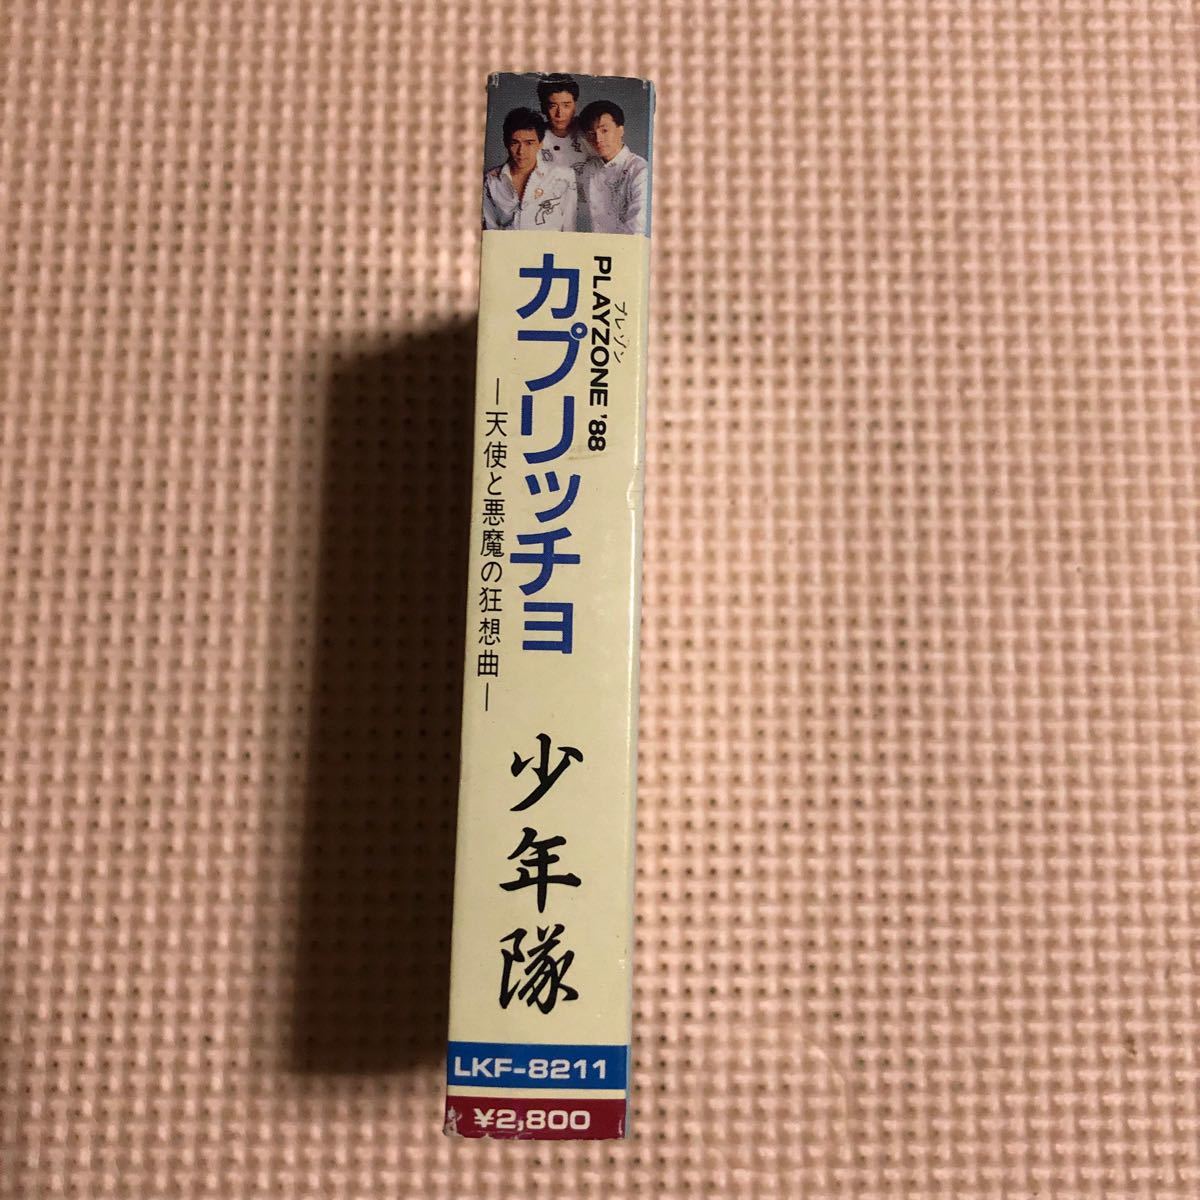 プレゾン
PLAYZONE '88
カプリッチョ
―天使と悪魔の狂想曲―
少年隊
LKF-8211
¥2,800